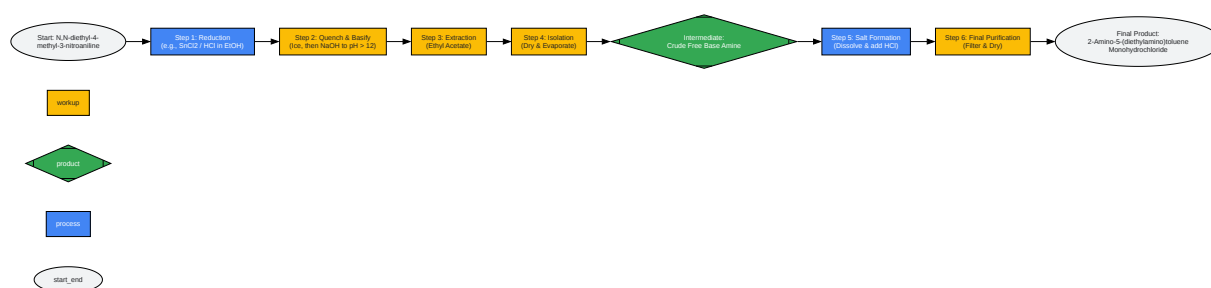 Start: N,N-diethyl-4-
methyl-3-nitroaniline
Step 1: Reduction
(e.g., SnCl2 / HCl in EtOH)
Step 2: Quench & Basify
(Ice, then NaOH to pH > 12)
Step 3: Extraction
(Ethyl Acetate)
Step 4: Isolation
(Dry & Evaporate)
Intermediate:
Crude Free Base Amine
Step 5: Salt Formation
(Dissolve & add HCl)
Step 6: Final Purification
(Filter & Dry)
Final Product:
2-Amino-5-(diethylamino)toluene
Monohydrochloride
workup
product
process
start_end